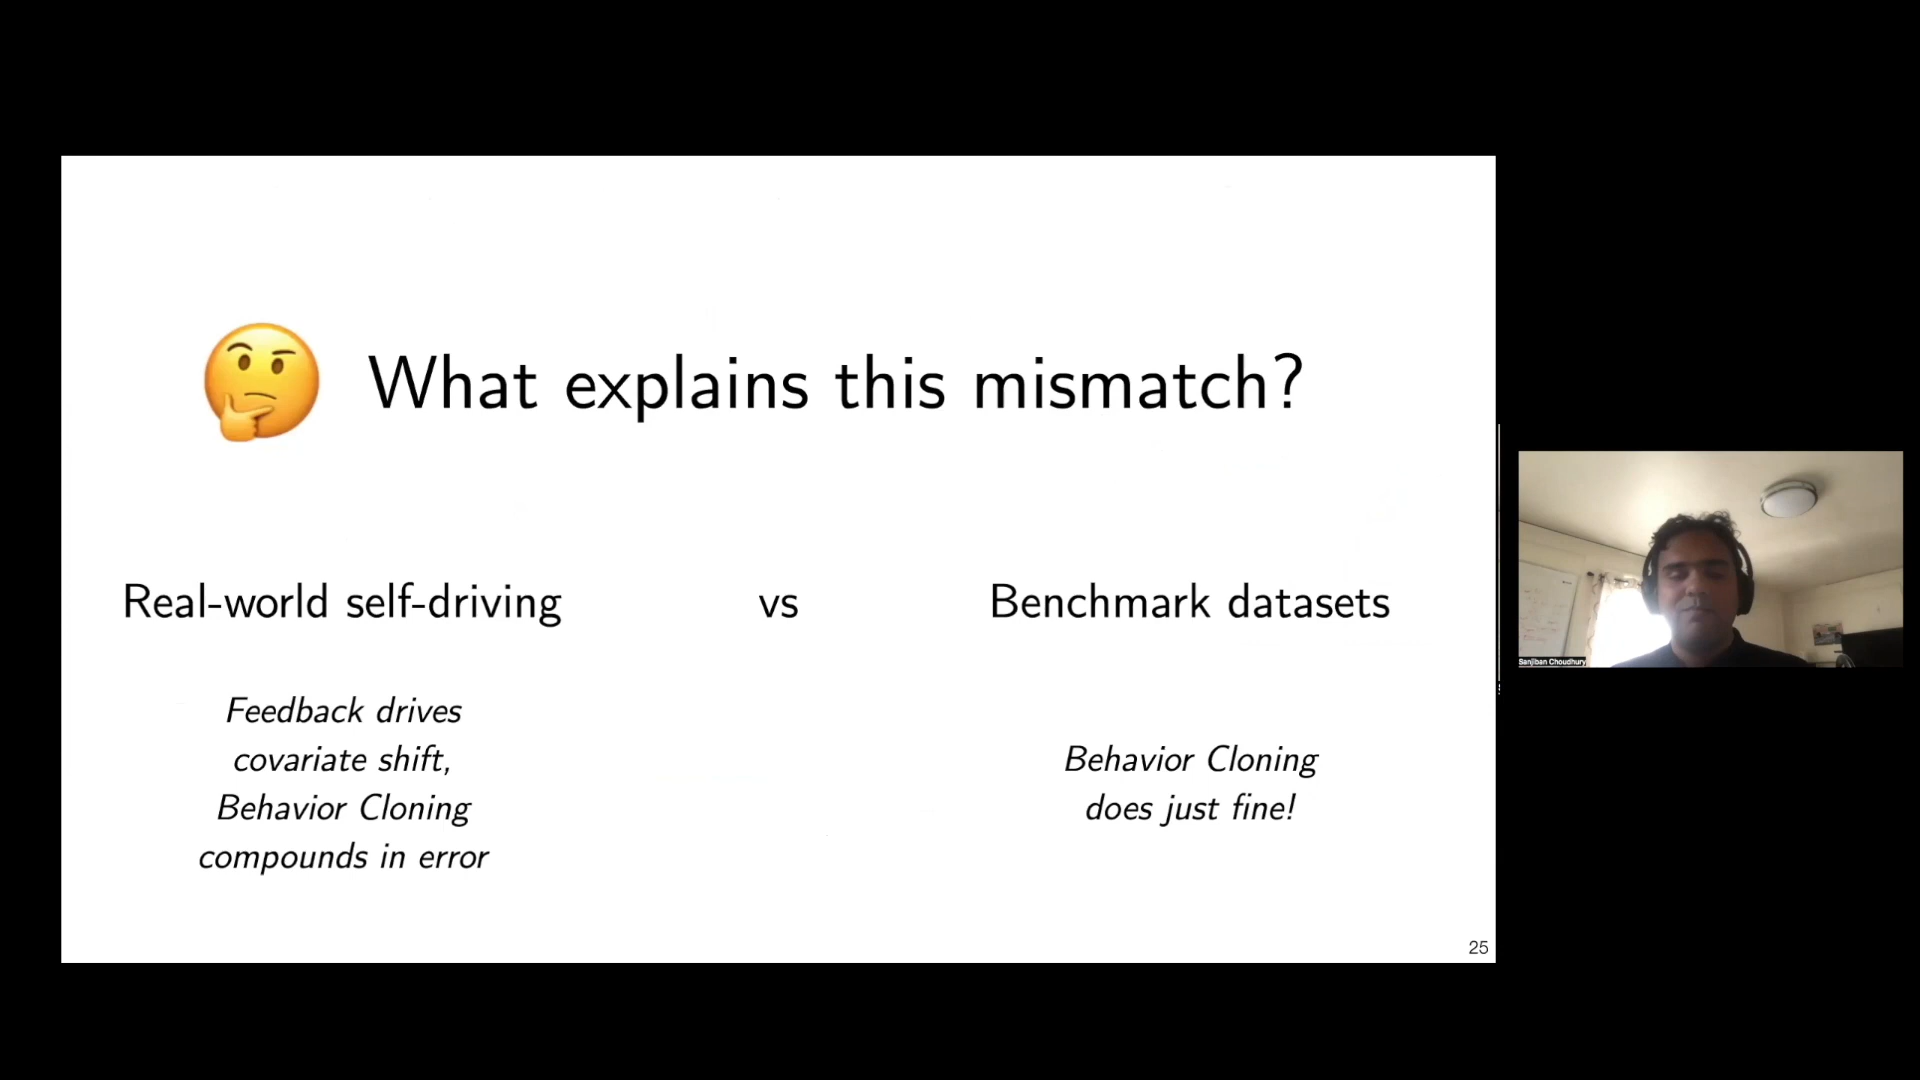 What explains this mismatch?
Real-world self-driving
vs
Benchmark datasets
Feedback drives
covariate shift,
Behavior Cloning
compounds in error
Behavior Cloning
does just fine!
25
Sanjiban Choudhury